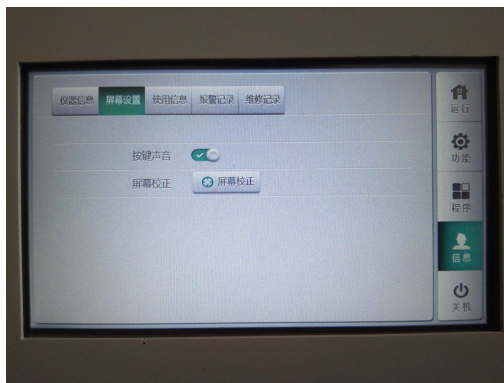 仪器信息 屏幕设置 使用信息 报警记录 维修记录
按键声音
屏幕校正 屏幕校正
运行
功能
程序
信息
关机